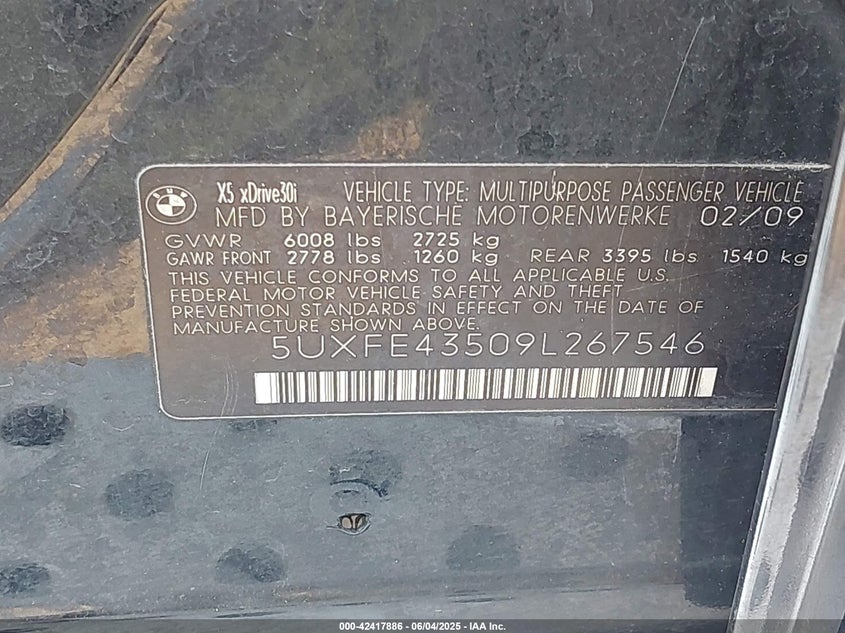 BMW X5 xDrive30i VEHICLE TYPE: MULTIPURPOSE PASSENGER VEHICLE
MFD BY BAYERISCHE MOTORENWERKE 02/09
GVWR 6008 lbs 2725 kg
GAWR FRONT 2778 lbs 1260 kg REAR 3395 lbs 1540 kg
THIS VEHICLE CONFORMS TO ALL APPLICABLE U.S.
FEDERAL MOTOR VEHICLE SAFETY AND THEFT
PREVENTION STANDARDS IN EFFECT ON THE DATE OF
MANUFACTURE SHOWN ABOVE.
5UXFE43509L267546
000-42417886 - 06/04/2025 - IAA Inc.